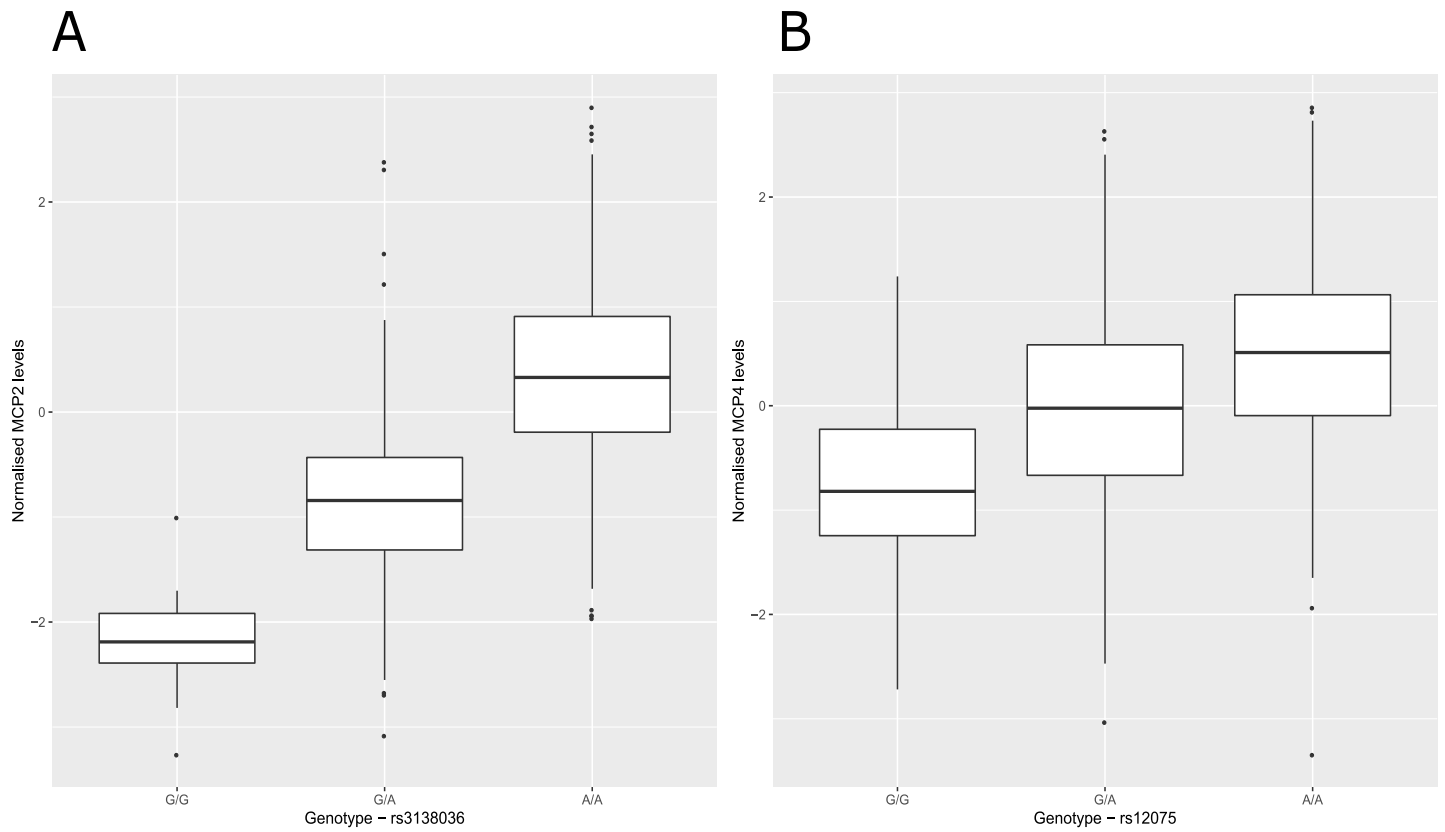 A
Normalised MCP2 levels
2
0
−2
G/G G/A A/A
Genotype − rs3138036
B
Normalised MCP4 levels
2
0
−2
G/G G/A A/A
Genotype − rs12075